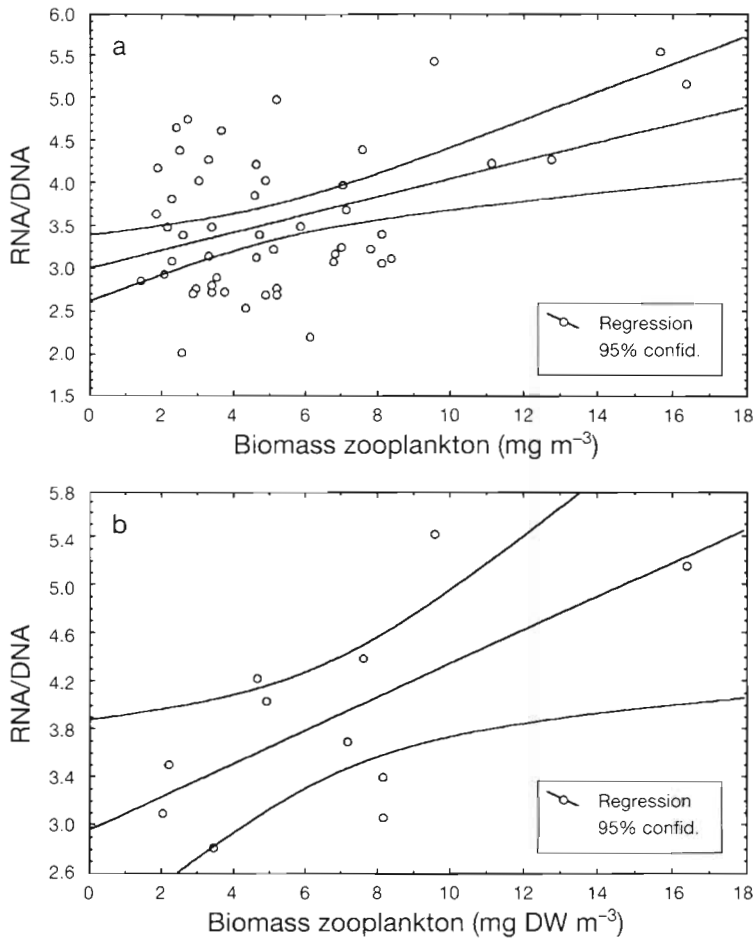 a
RNA/DNA
6.0
5.5
5.0
4.5
4.0
3.5
3.0
2.5
2.0
1.5
Regression
95% confid.
0 2 4 6 8 10 12 14 16 18
Biomass zooplankton (mg m⁻³)
b
RNA/DNA
5.8
5.4
5.0
4.6
4.2
3.8
3.4
3.0
2.6
Regression
95% confid.
0 2 4 6 8 10 12 14 16 18
Biomass zooplankton (mg DW m⁻³)